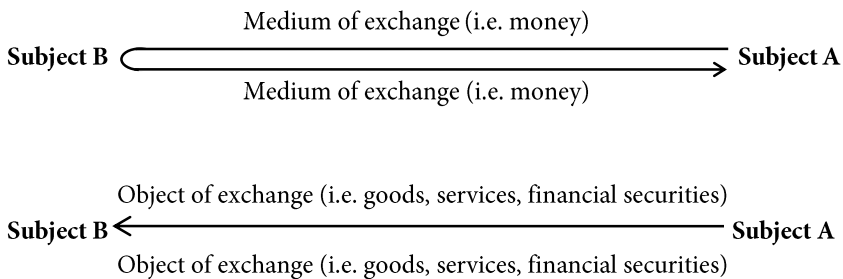 Medium of exchange (i.e. money)
Subject B Subject A
Medium of exchange (i.e. money)
Object of exchange (i.e. goods, services, financial securities)
Subject B Subject A
Object of exchange (i.e. goods, services, financial securities)